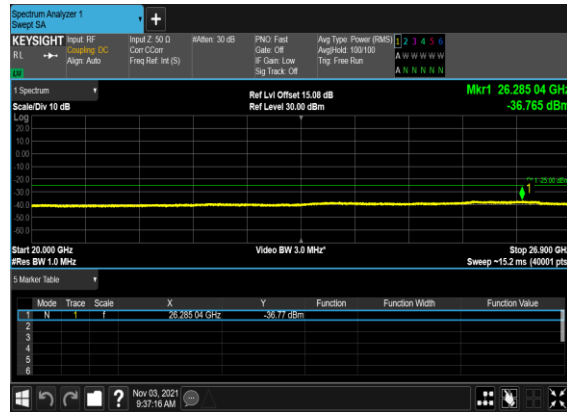 Spectrum Analyzer 1
Swept SA
+
KEYSIGHT Input: RF Input Z: 50 Ω #Atten: 30 dB PNO: Fast Avg Type: Power (RMS) 1 2 3 4 5 6
RL Coupling: DC Corr CCorr Gate: Off Avg|Hold: 100/100 A W W W W W
Align: Auto Freq Ref: Int (S) IF Gain: Low Trig: Free Run
Sig Track: Off A N N N N N
1 Spectrum Ref Lvl Offset 15.08 dB Mkr1 26.285 04 GHz
Scale/Div 10 dB Ref Level 30.00 dBm -36.765 dBm
Log
20.0
10.0
0.00
-10.0
-20.0
-30.0
-40.0
-50.0
-60.0
-25.00 dBm
1
Start 20.000 GHz Video BW 3.0 MHz* Stop 26.900 GHz
#Res BW 1.0 MHz Sweep ~15.2 ms (40001 pts)
5 Marker Table
Mode Trace Scale X Y Function Function Width Function Value
1 N 1 f 26.285 04 GHz -36.77 dBm
2
3
4
5
6
? Nov 03, 2021
9:37:16 AM